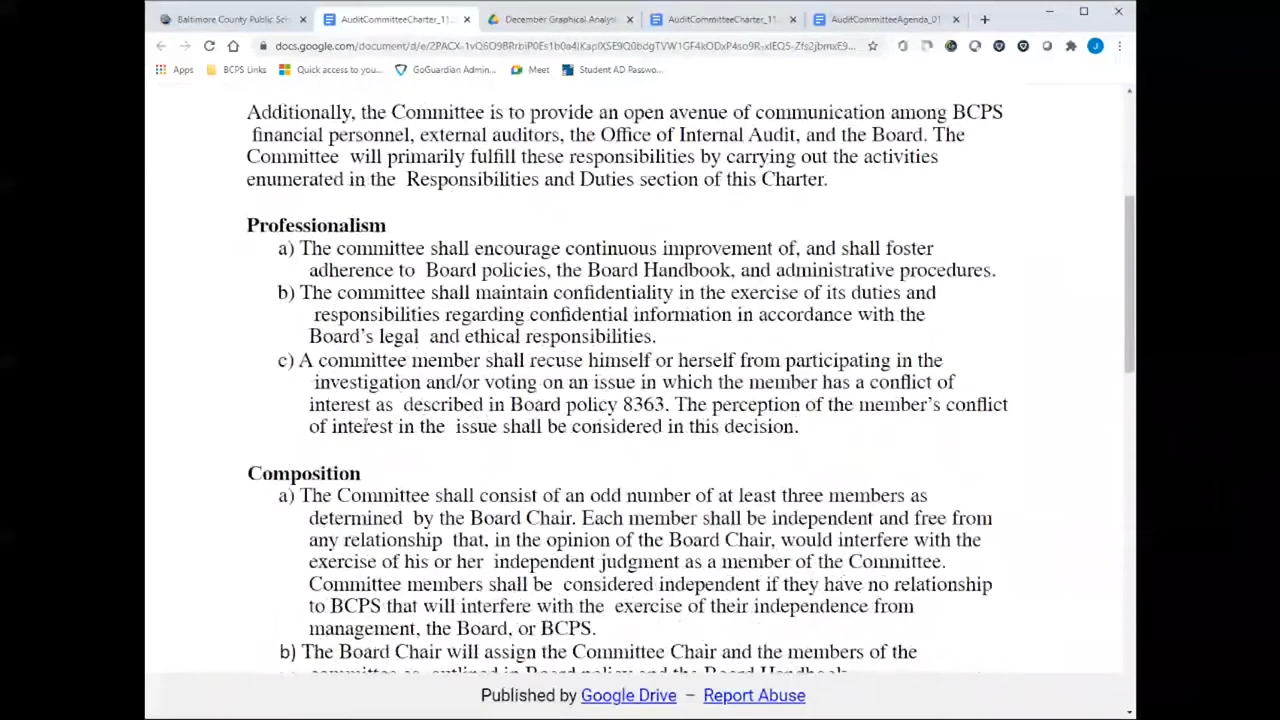 Baltimore County Public Sch
AuditCommitteeCharter_11
December Graphical Analysi
AuditCommitteeCharter_11
AuditCommitteeAgenda_01
Apps
BCPS Links
Quick access to you...
GoGuardian Admin...
Meet
Student AD Passwo...
Additionally, the Committee is to provide an open avenue of communication among BCPS
financial personnel, external auditors, the Office of Internal Audit, and the Board. The
Committee will primarily fulfill these responsibilities by carrying out the activities
enumerated in the Responsibilities and Duties section of this Charter.
Professionalism
a) The committee shall encourage continuous improvement of, and shall foster
adherence to Board policies, the Board Handbook, and administrative procedures.
b) The committee shall maintain confidentiality in the exercise of its duties and
responsibilities regarding confidential information in accordance with the
Board's legal and ethical responsibilities.
c) A committee member shall recuse himself or herself from participating in the
investigation and/or voting on an issue in which the member has a conflict of
interest as described in Board policy 8363. The perception of the member's conflict
of interest in the issue shall be considered in this decision.
Composition
a) The Committee shall consist of an odd number of at least three members as
determined by the Board Chair. Each member shall be independent and free from
any relationship that, in the opinion of the Board Chair, would interfere with the
exercise of his or her independent judgment as a member of the Committee.
Committee members shall be considered independent if they have no relationship
to BCPS that will interfere with the exercise of their independence from
management, the Board, or BCPS.
b) The Board Chair will assign the Committee Chair and the members of the
committee as outlined in Board policy and the Board Handbook
Published by Google Drive – Report Abuse